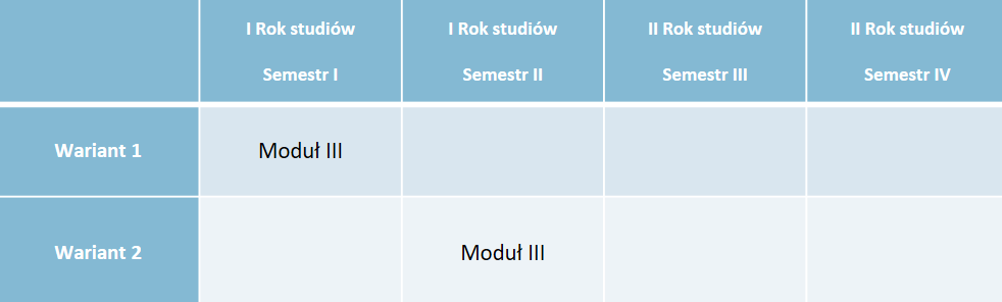 I Rok studiów
Semestr I
I Rok studiów
Semestr II
II Rok studiów
Semestr III
II Rok studiów
Semestr IV
Wariant 1
Moduł III
Wariant 2
Moduł III